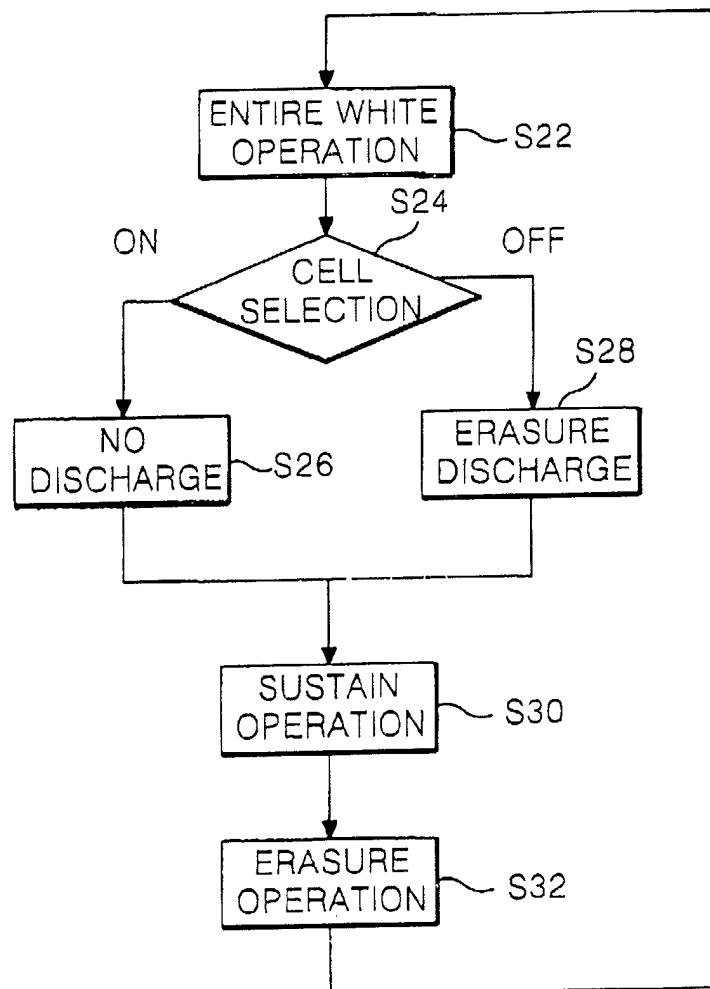 ENTIRE WHITE
OPERATION
S22
S24
ON
OFF
CELL
SELECTION
S28
NO
DISCHARGE
S26
ERASURE
DISCHARGE
SUSTAIN
OPERATION
S30
ERASURE
OPERATION
S32